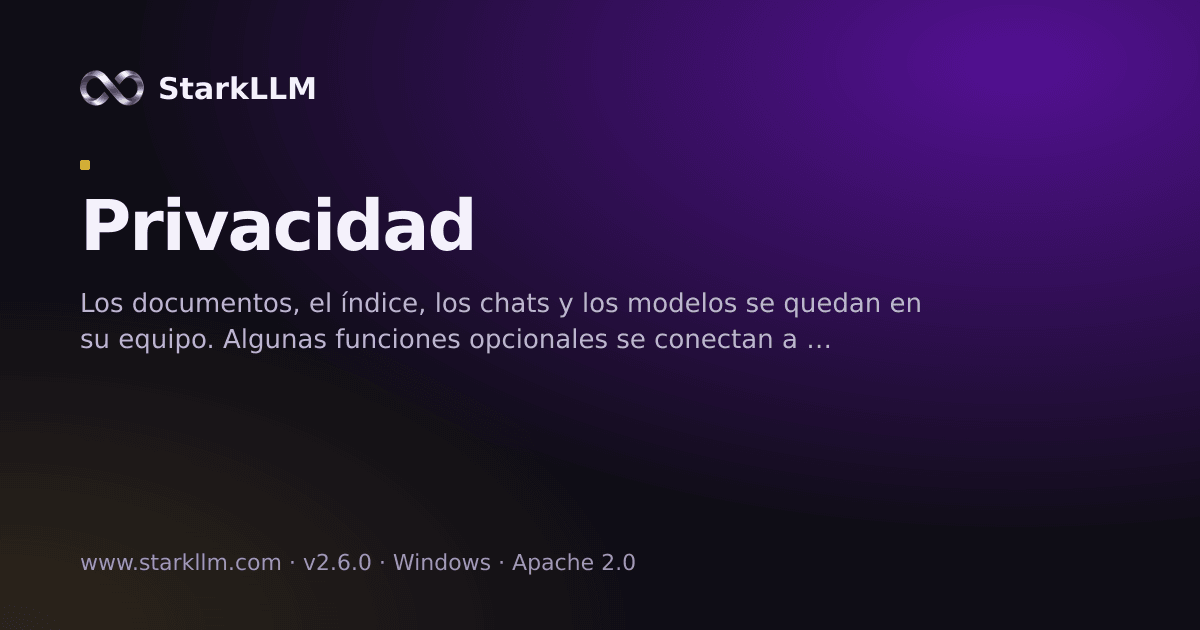 StarkLLM
Privacidad
Los documentos, el índice, los chats y los modelos se quedan en
su equipo. Algunas funciones opcionales se conectan a …
www.starkllm.com · v2.6.0 · Windows · Apache 2.0